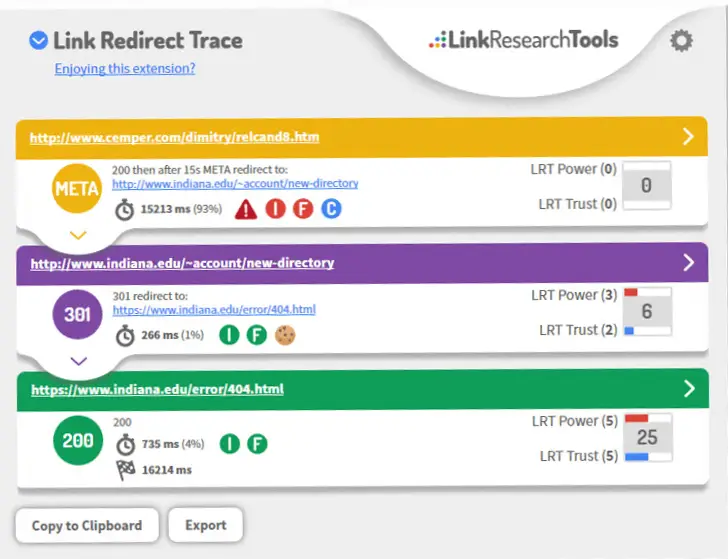 Link Redirect Trace
LinkResearchTools
Enjoying this extension?
http://www.cemper.com/dimitry/relcand8.htm
META
200 then after 15s META redirect to:
http://www.indiana.edu/~account/new-directory
15213 ms (93%)
I F C
LRT Power (0)
LRT Trust (0)
0
http://www.indiana.edu/~account/new-directory
301
301 redirect to:
https://www.indiana.edu/error/404.html
266 ms (1%)
I F
LRT Power (3)
LRT Trust (2)
6
https://www.indiana.edu/error/404.html
200
200
735 ms (4%)
I F
16214 ms
LRT Power (5)
LRT Trust (5)
25
Copy to Clipboard
Export